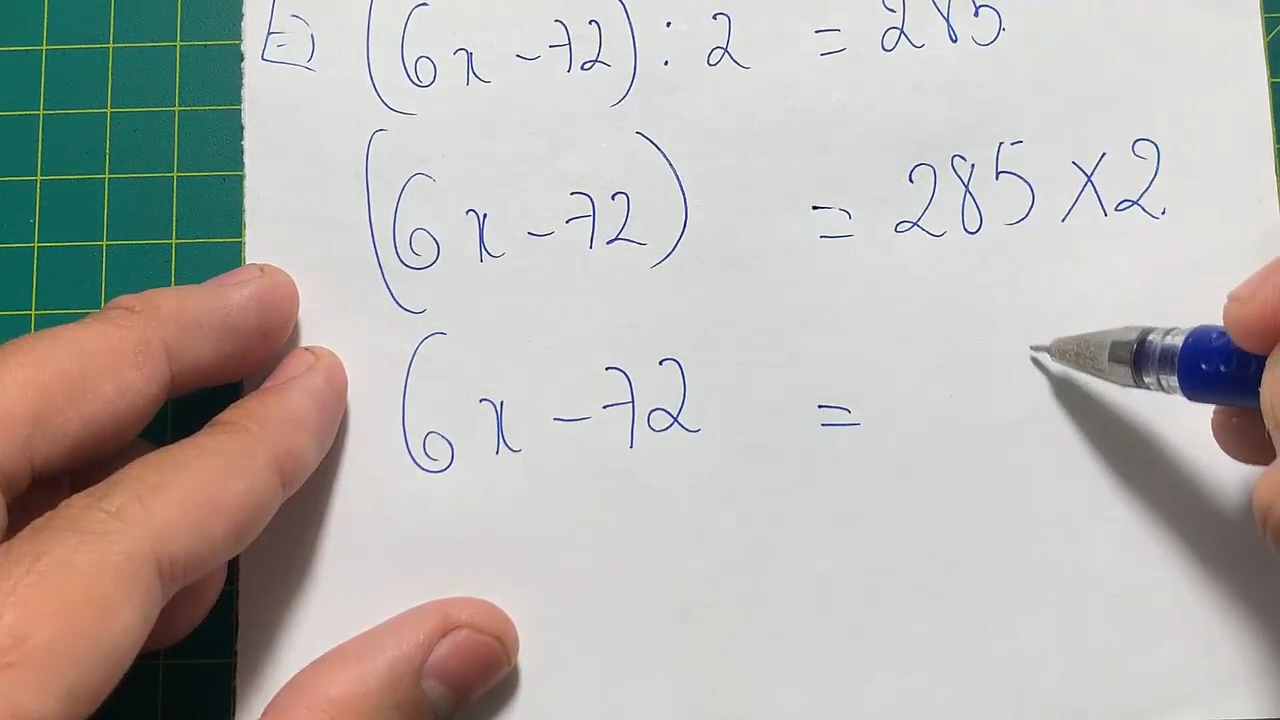 E) (6x - 72) : 2 = 285.
(6x - 72) = 285 × 2.
6x - 72 =